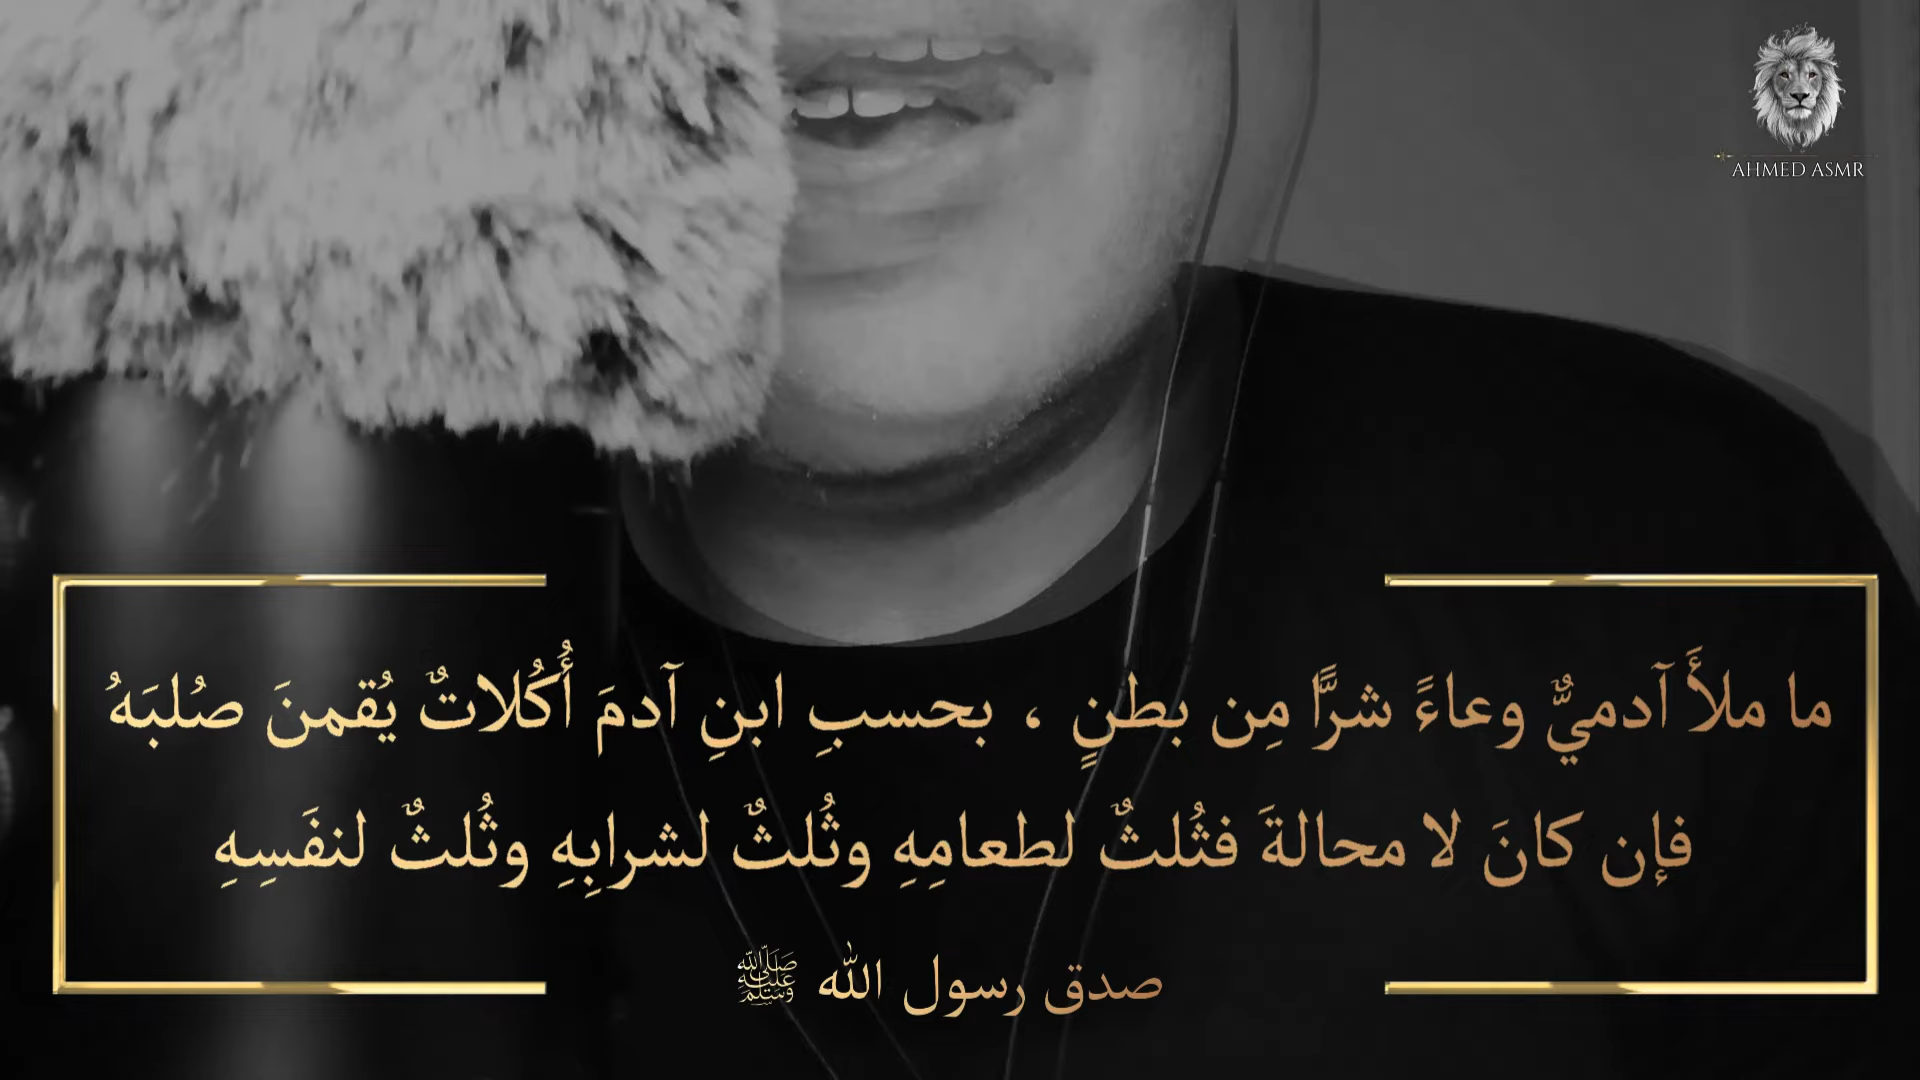 AHMED ASMR
ما ملأَ آدميٌّ وعاءً شرًّا مِن بطنٍ ، بحسبِ ابنِ آدمَ أُكُلاتٌ يُقمنَ صُلبَهُ
فإن كانَ لا محالةَ فثُلثٌ لطعامِهِ وثُلثٌ لشرابِهِ وثُلثٌ لنفَسِهِ
صدق رسول الله ﷺ